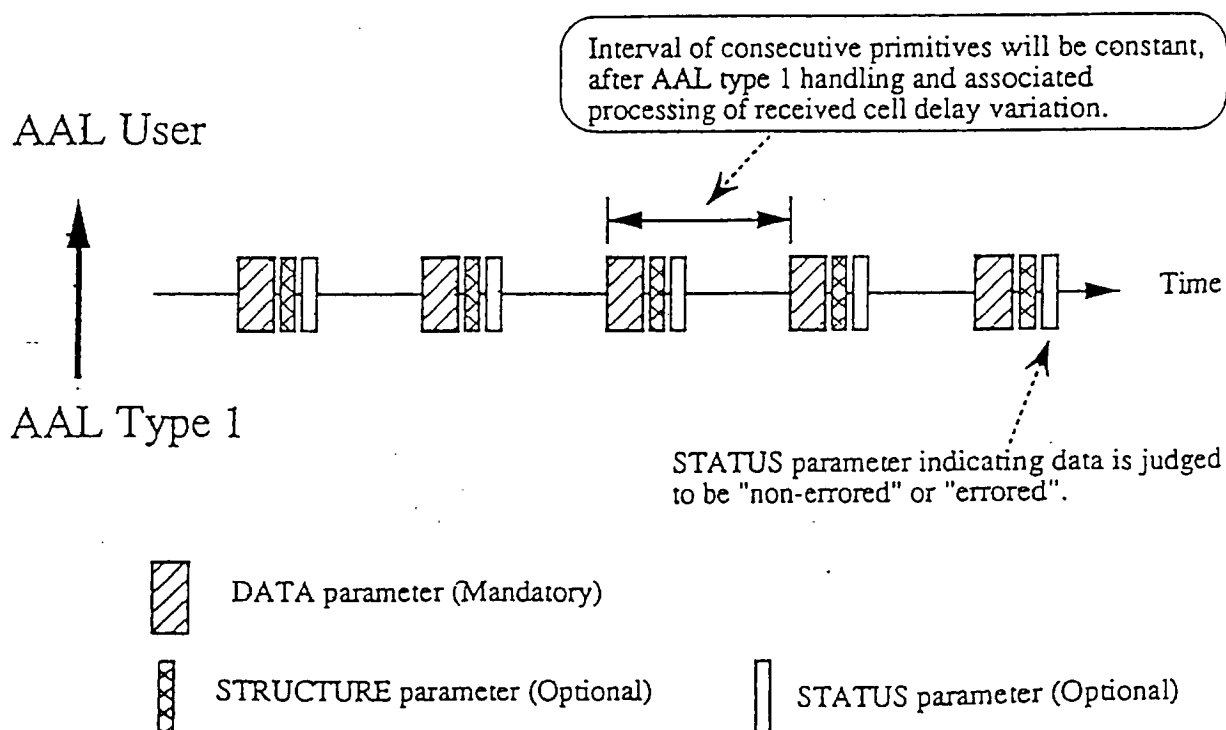 Interval of consecutive primitives will be constant,
after AAL type 1 handling and associated
processing of received cell delay variation.
AAL User
Time
AAL Type 1
STATUS parameter indicating data is judged
to be "non-errored" or "errored".
DATA parameter (Mandatory)
STRUCTURE parameter (Optional)
STATUS parameter (Optional)